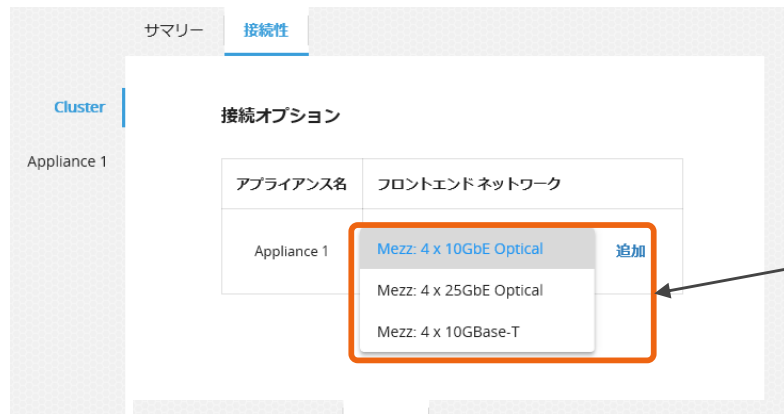 サマリー 接続性
Cluster
接続オプション
Appliance 1
アプライアンス名 フロントエンド ネットワーク
Appliance 1 Mezz: 4 x 10GbE Optical 追加
Mezz: 4 x 25GbE Optical
Mezz: 4 x 10GBase-T